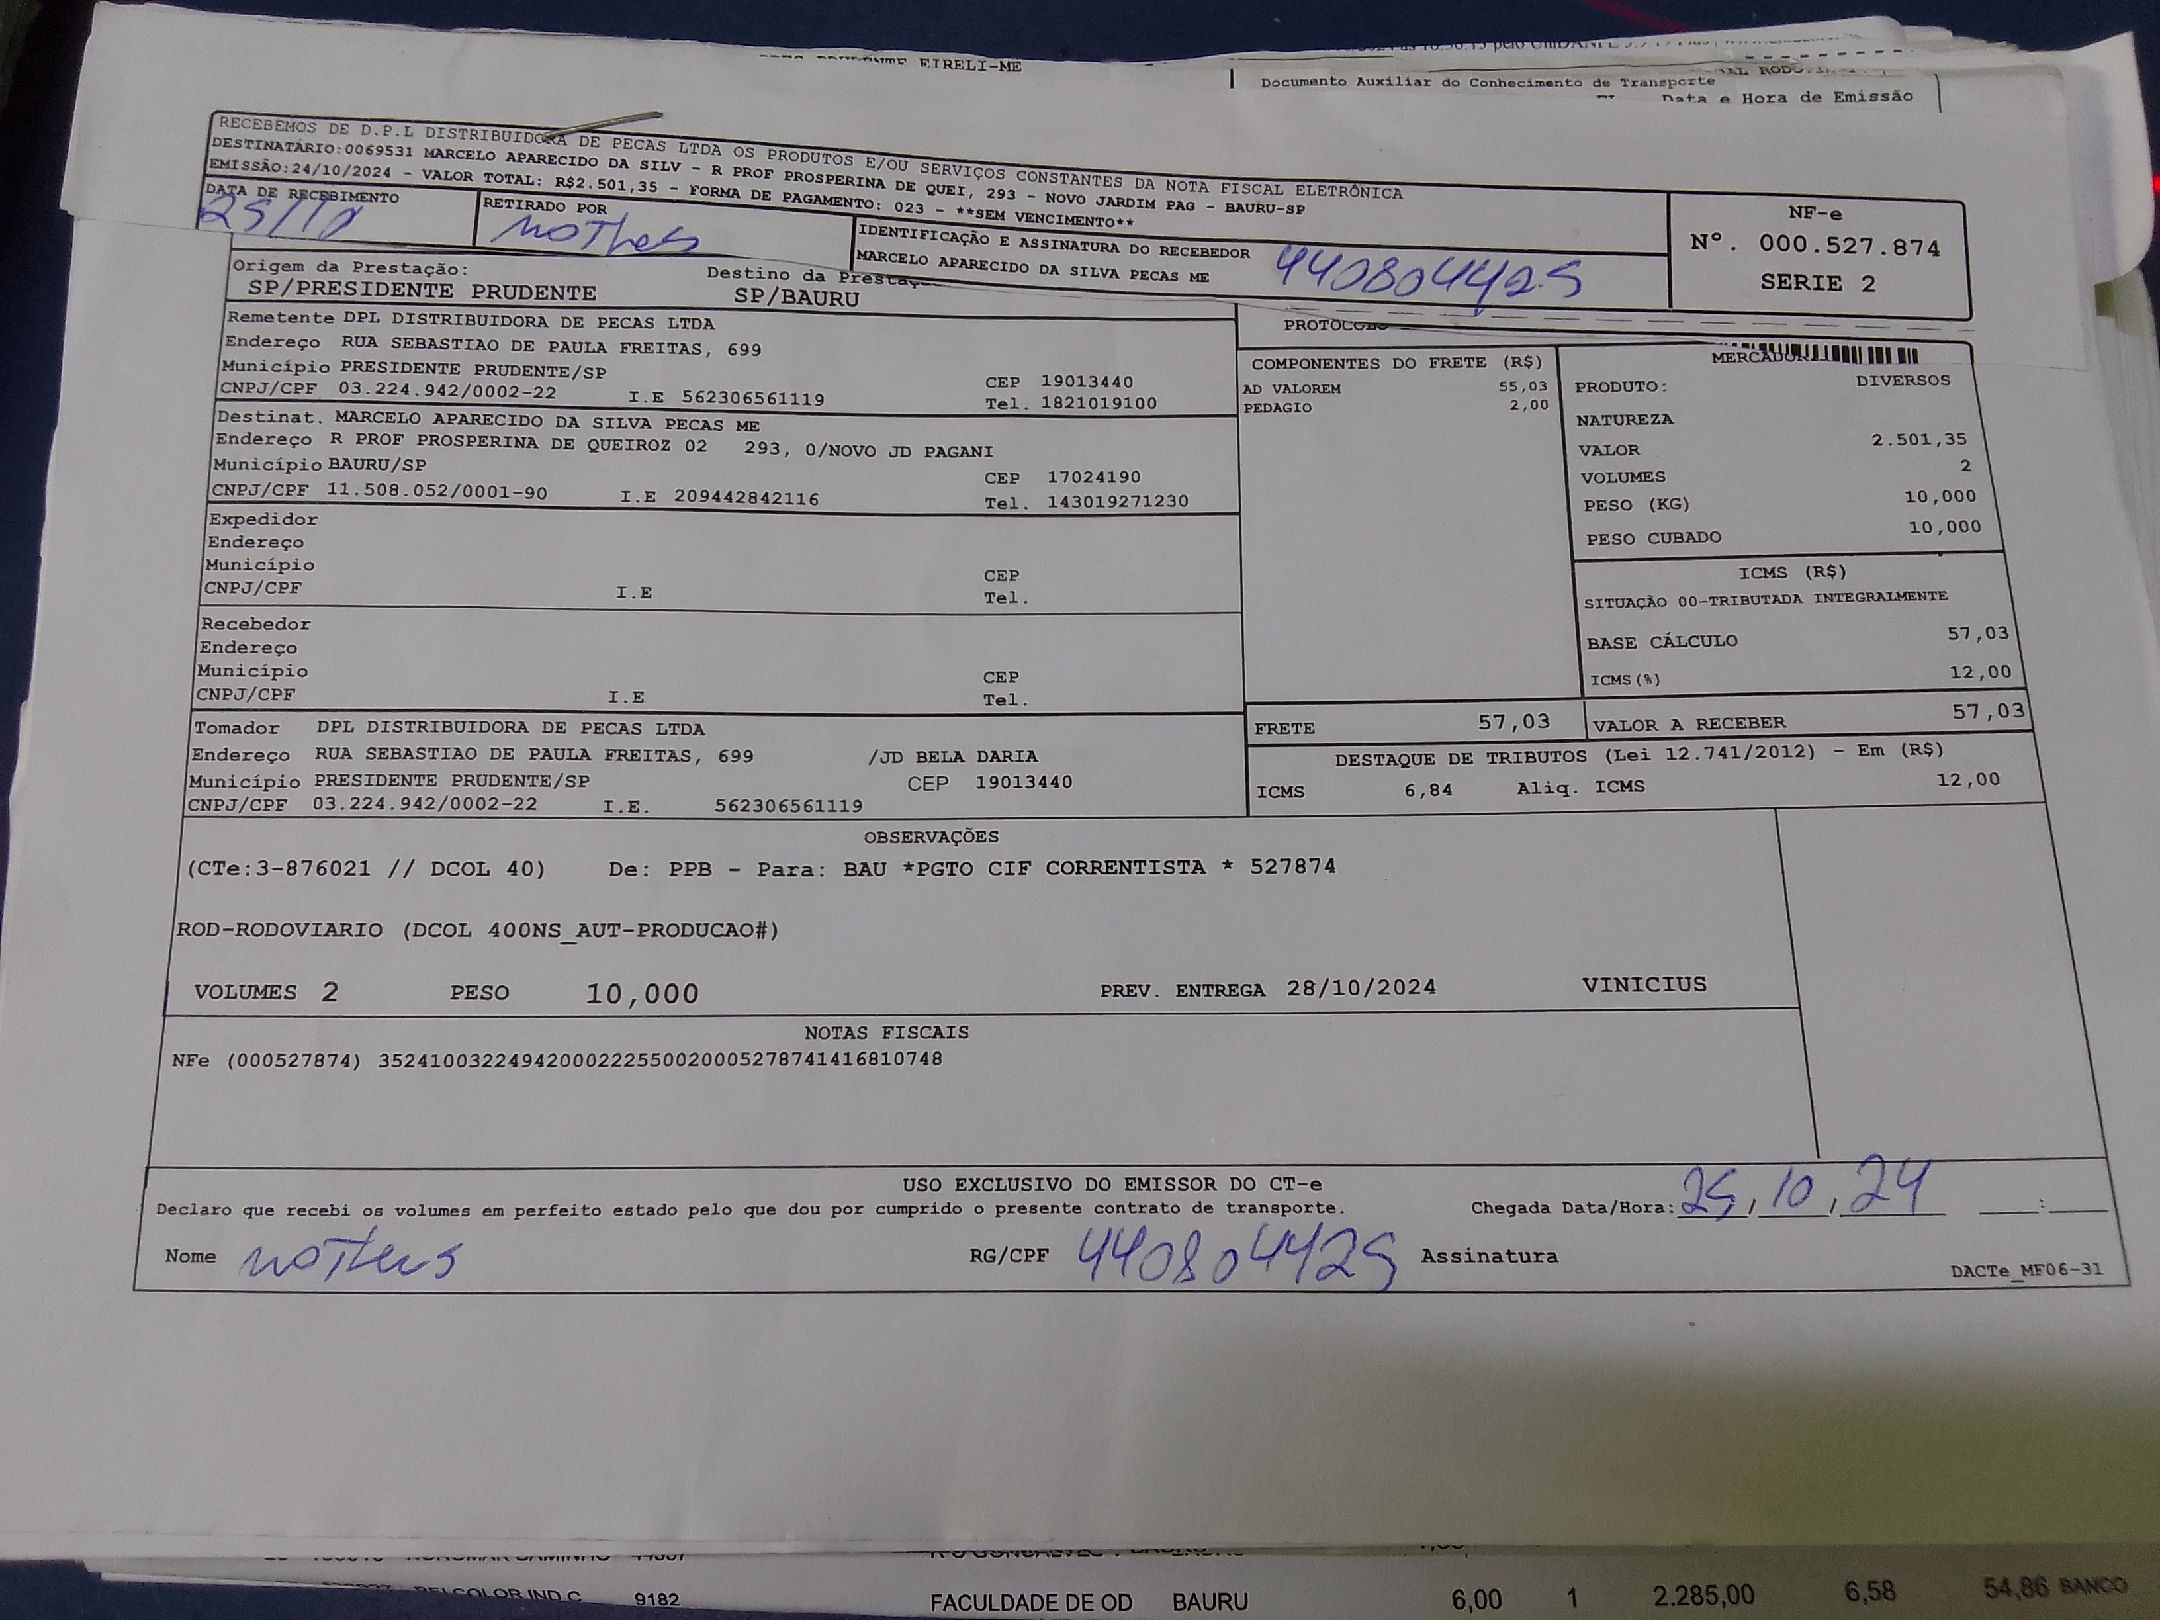 EIRELI-ME
Documento Auxiliar do Conhecimento de Transporte
Data e Hora de Emissão
RECEBEMOS DE D.P.L DISTRIBUIDORA DE PECAS LTDA OS PRODUTOS E/OU SERVIÇOS CONSTANTES DA NOTA FISCAL ELETRÔNICA
DESTINATÁRIO:0069531 MARCELO APARECIDO DA SILV - R PROF PROSPERINA DE QUEI, 293 - NOVO JARDIM PAG - BAURU-SP
EMISSÃO:24/10/2024 - VALOR TOTAL: R$2.501,35 - FORMA DE PAGAMENTO: 023 - **SEM VENCIMENTO**
DATA DE RECEBIMENTO
25/10
RETIRADO POR
IDENTIFICAÇÃO E ASSINATURA DO RECEBEDOR
MARCELO APARECIDO DA SILVA PECAS ME 440804425
NF-e
Nº. 000.527.874
SERIE 2
Origem da Prestação: Destino da
SP/PRESIDENTE PRUDENTE SP/BAURU
Remetente DPL DISTRIBUIDORA DE PECAS LTDA
Endereço RUA SEBASTIAO DE PAULA FREITAS, 699
Município PRESIDENTE PRUDENTE/SP CEP 19013440
CNPJ/CPF 03.224.942/0002-22 I.E 562306561119 Tel. 1821019100
Destinat. MARCELO APARECIDO DA SILVA PECAS ME
Endereço R PROF PROSPERINA DE QUEIROZ 02 293, 0/NOVO JD PAGANI
Município BAURU/SP CEP 17024190
CNPJ/CPF 11.508.052/0001-90 I.E 209442842116 Tel. 143019271230
Expedidor
Endereço
Município CEP
CNPJ/CPF I.E Tel.
Recebedor
Endereço
Município CEP
CNPJ/CPF I.E Tel.
Tomador DPL DISTRIBUIDORA DE PECAS LTDA
Endereço RUA SEBASTIAO DE PAULA FREITAS, 699 /JD BELA DARIA
Município PRESIDENTE PRUDENTE/SP CEP 19013440
CNPJ/CPF 03.224.942/0002-22 I.E. 562306561119
PROTOCOLO
COMPONENTES DO FRETE (R$)
AD VALOREM 55,03
PEDAGIO 2,00
PRODUTO: DIVERSOS
NATUREZA
VALOR 2.501,35
VOLUMES 2
PESO (KG) 10,000
PESO CUBADO 10,000
ICMS (R$)
SITUAÇÃO 00-TRIBUTADA INTEGRALMENTE
BASE CÁLCULO 57,03
ICMS(%) 12,00
FRETE 57,03 VALOR A RECEBER 57,03
DESTAQUE DE TRIBUTOS (Lei 12.741/2012) - Em (R$)
ICMS 6,84 Aliq. ICMS 12,00
OBSERVAÇÕES
(CTe:3-876021 // DCOL 40) De: PPB - Para: BAU *PGTO CIF CORRENTISTA * 527874
ROD-RODOVIARIO (DCOL 400NS_AUT-PRODUCAO#)
VOLUMES 2 PESO 10,000 PREV. ENTREGA 28/10/2024 VINICIUS
NOTAS FISCAIS
NFe (000527874) 35241003224942000222550020005278741416810748
USO EXCLUSIVO DO EMISSOR DO CT-e
Declaro que recebi os volumes em perfeito estado pelo que dou por cumprido o presente contrato de transporte. Chegada Data/Hora: 25, 10, 24 :
Nome RG/CPF 440804425 Assinatura
DACTe_MF06-31
9182 FACULDADE DE OD BAURU 6,00 1 2.285,00 6,58 54,86 BANCO